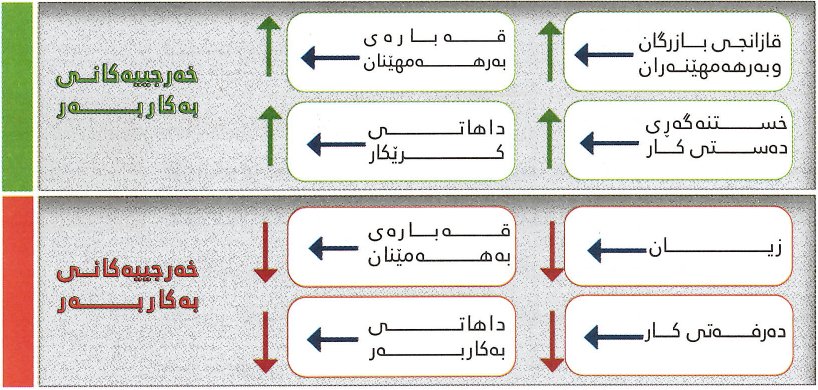 قازانجی بازرگان
وبەرهەمهێنەران
قەبارەی
بەرهەمهێنان
خستنەگەڕی
دەستی کار
داهاتی
کرێکار
خەرجییەکانی
بەکاربەر
زیان
قەبارەی
بەهەمێنان
دەرفەتی کار
داهاتی
بەکاربەر
خەرجییەکانی
بەکاربەر